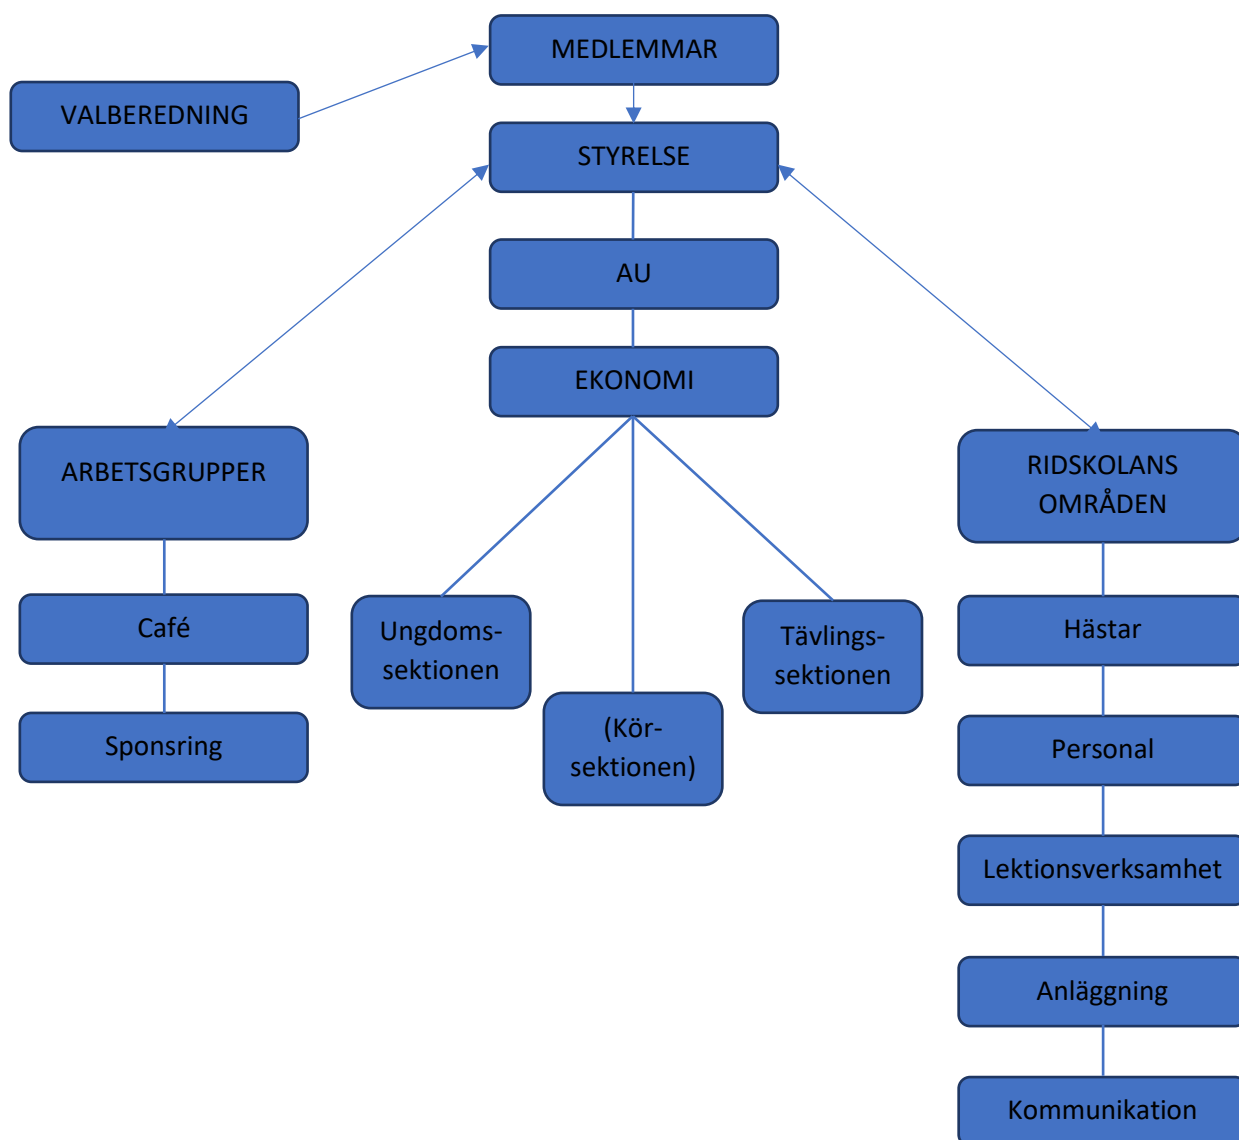 MEDLEMMAR
VALBEREDNING
STYRELSE
AU
EKONOMI
ARBETSGRUPPER
RIDSKOLANS
OMRÅDEN
Café
Ungdoms-
sektionen
Tävlings-
sektionen
Hästar
Sponsring
(Kör-
sektionen)
Personal
Lektionsverksamhet
Anläggning
Kommunikation